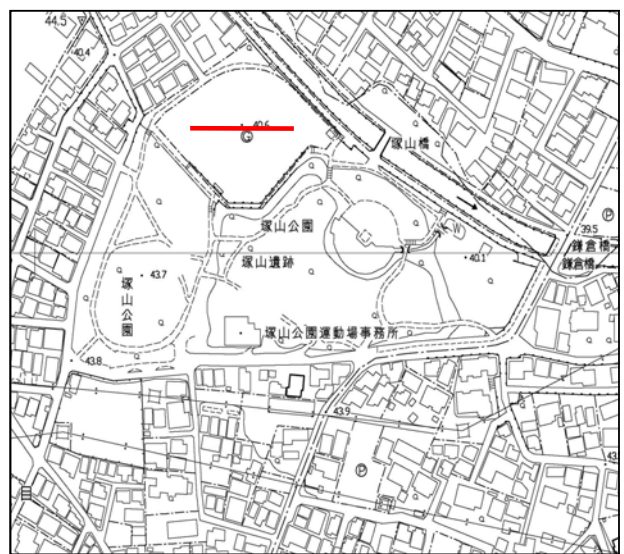 44.5
40.4
40.6
塚山橋
塚山公園
W
39.5
鎌倉橋
鎌倉橋
塚山遺跡
40.1
43.7
塚山公園
塚山公園運動場事務所
43.8
43.9
P
P
43.